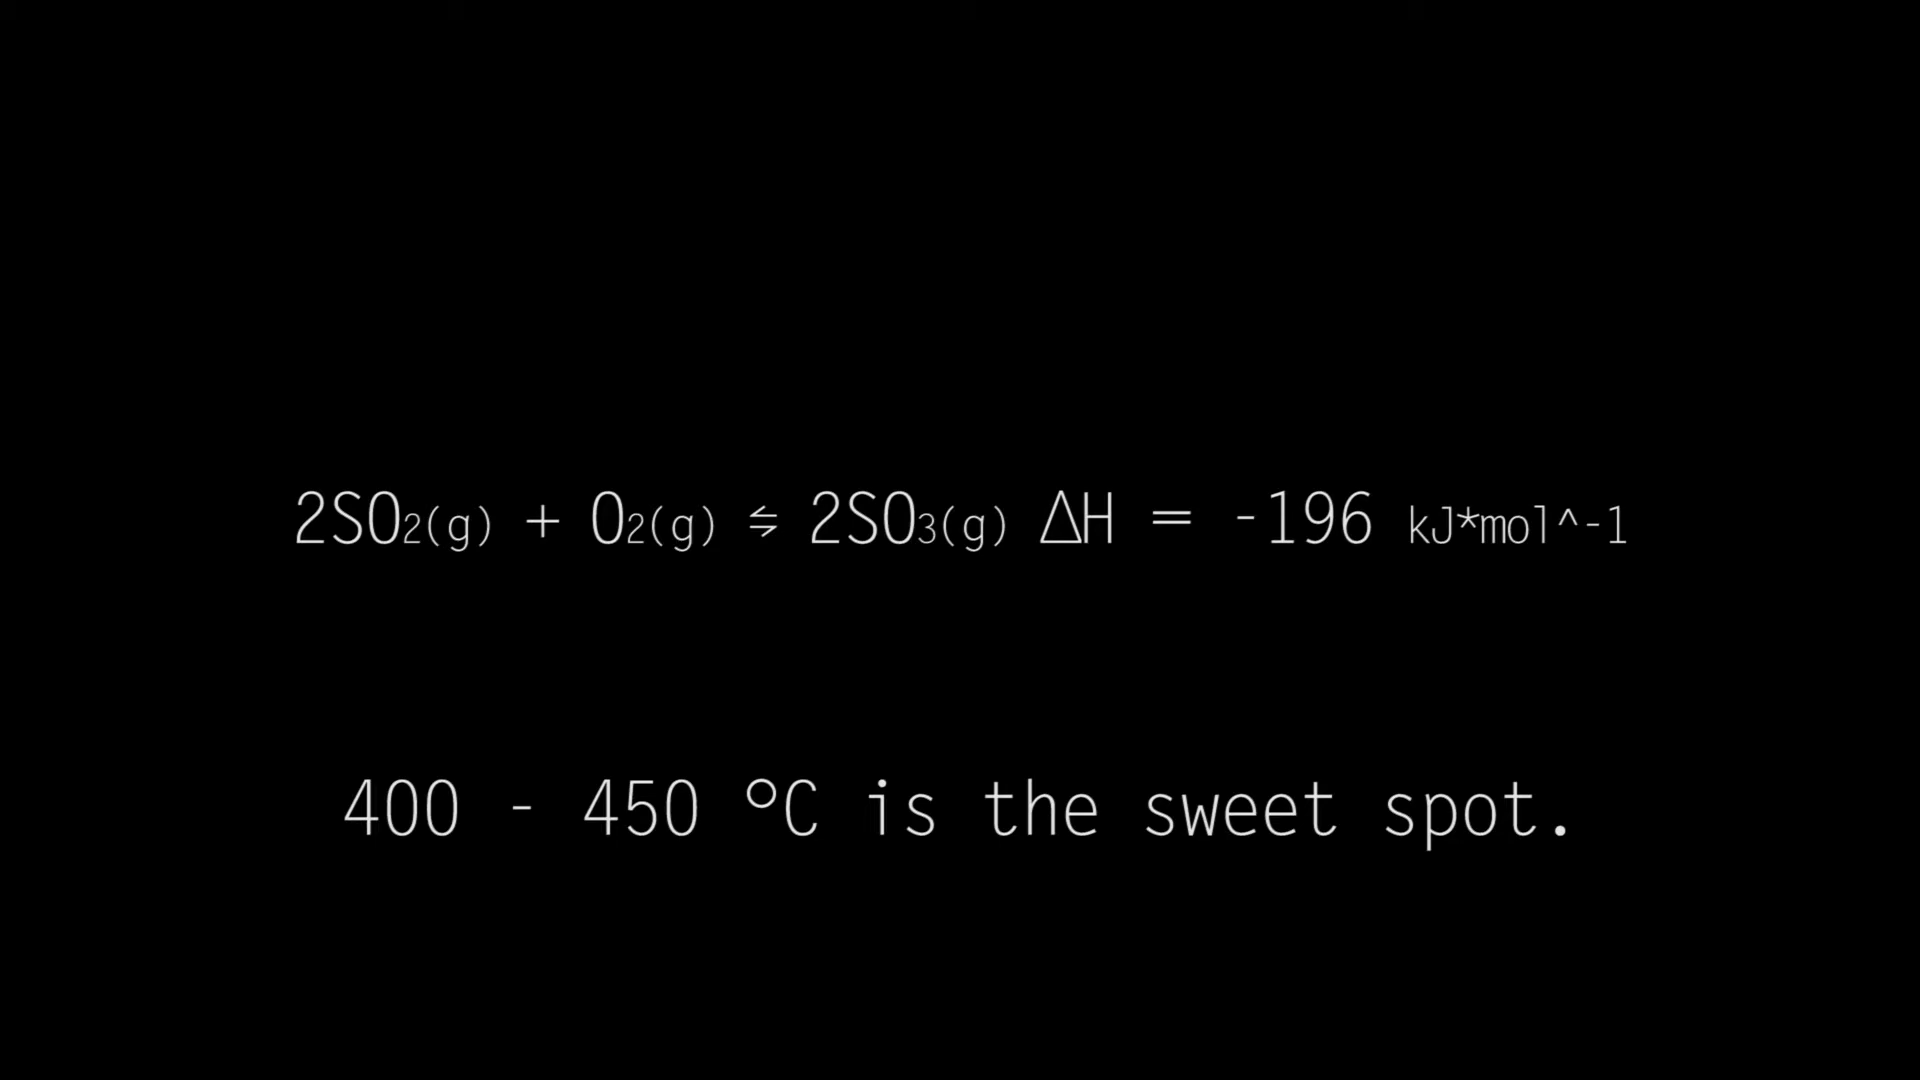 2SO2(g) + O2(g) ⇋ 2SO3(g) ΔH = -196 kJ*mol^-1
400 - 450 °C is the sweet spot.